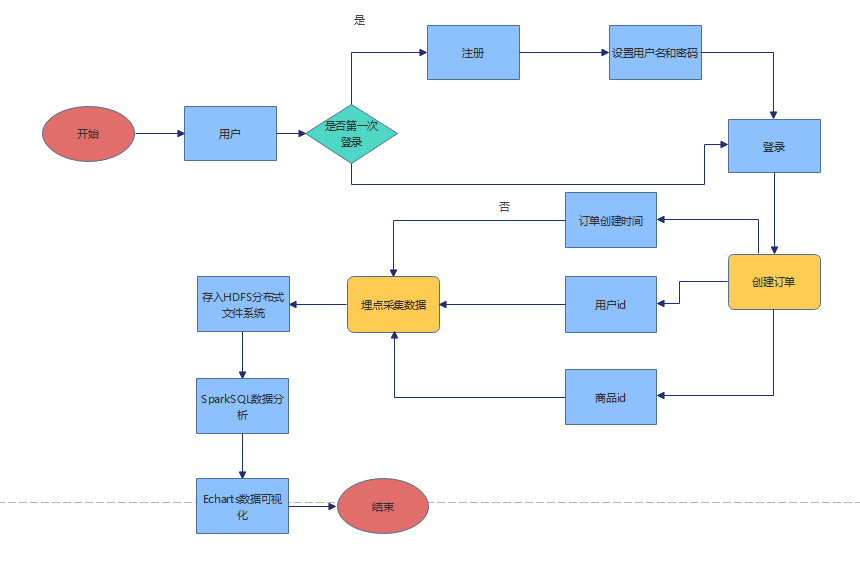 是
注册
设置用户名和密码
开始
用户
是否第一次
登录
登录
否
订单创建时间
创建订单
用户id
埋点采集数据
存入HDFS分布式
文件系统
商品id
SparkSQL数据分
析
Echarts数据可视
化
结束